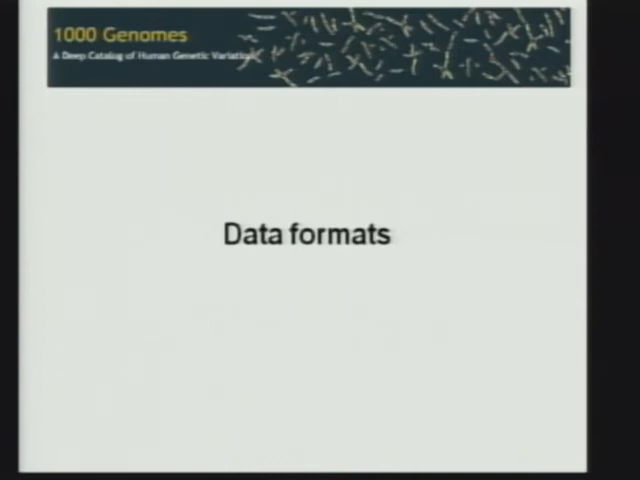 1000 Genomes
A Deep Catalog of Human Genetic Variation
Data formats